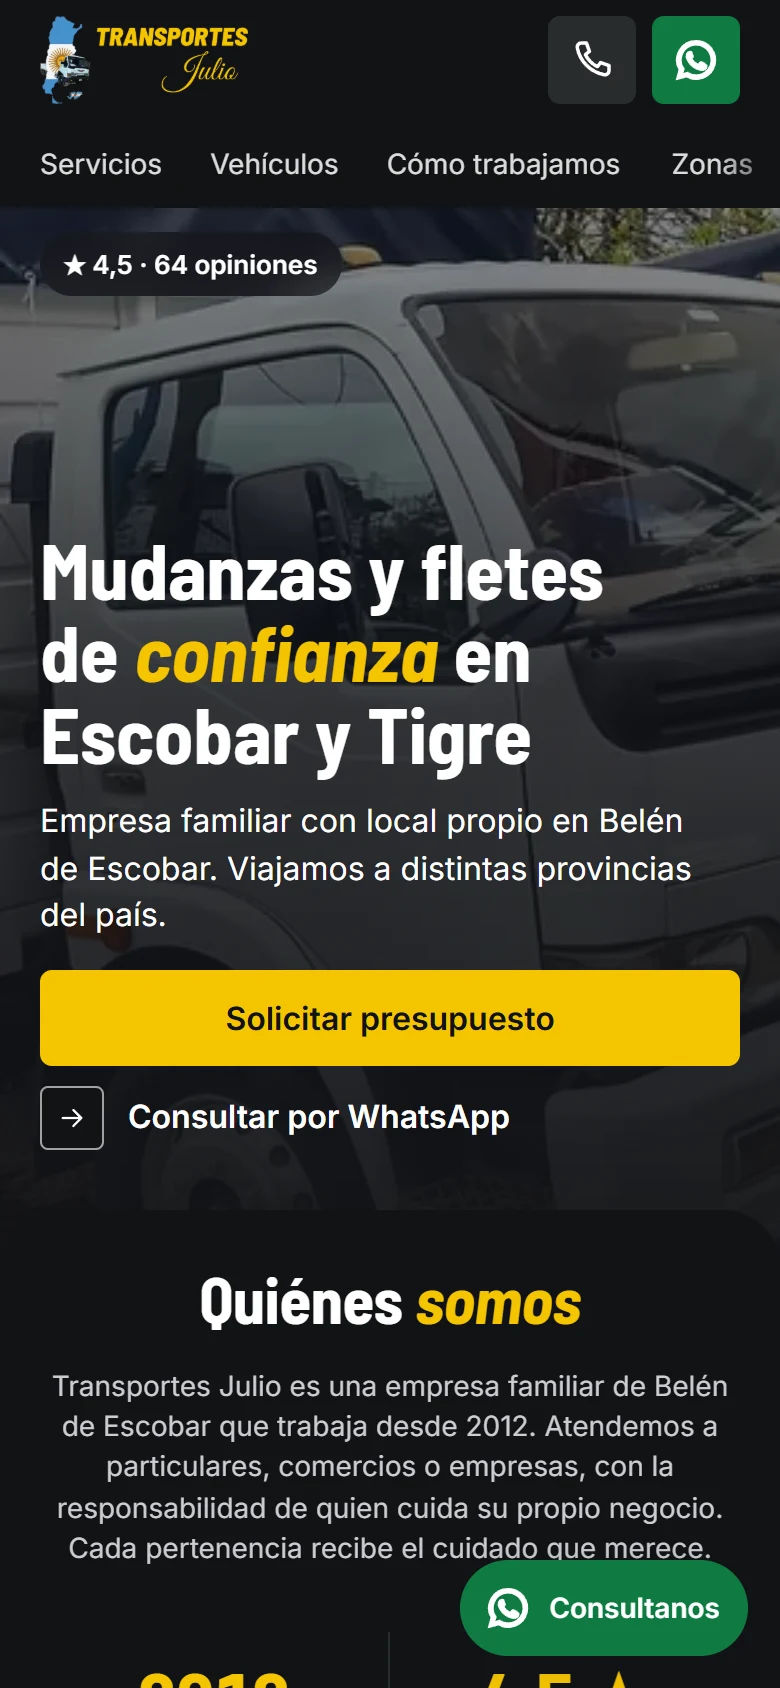 TRANSPORTES
Julio
Servicios Vehículos Cómo trabajamos Zonas
★ 4,5 · 64 opiniones
Mudanzas y fletes
de confianza en
Escobar y Tigre
Empresa familiar con local propio en Belén
de Escobar. Viajamos a distintas provincias
del país.
Solicitar presupuesto
→ Consultar por WhatsApp
Quiénes somos
Transportes Julio es una empresa familiar de Belén
de Escobar que trabaja desde 2012. Atendemos a
particulares, comercios o empresas, con la
responsabilidad de quien cuida su propio negocio.
Cada pertenencia recibe el cuidado que merece.
Consultanos